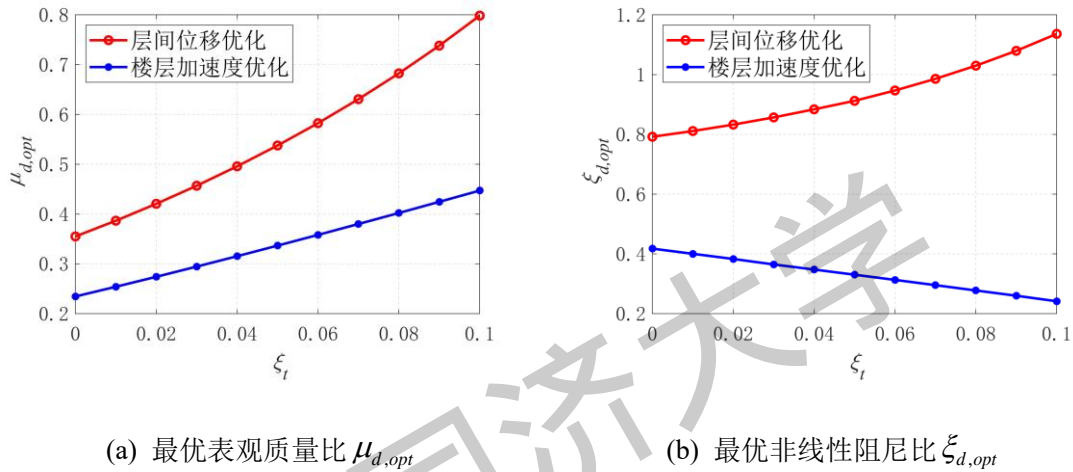 0.8
0.7
0.6
0.5
0.4
0.3
0.2
μd,opt
层间位移优化
楼层加速度优化
0 0.02 0.04 0.06 0.08 0.1
ξt
1.2
1
0.8
0.6
0.4
0.2
ξd,opt
层间位移优化
楼层加速度优化
0 0.02 0.04 0.06 0.08 0.1
ξt
同济大学
(a) 最优表观质量比 μd,opt
(b) 最优非线性阻尼比 ξd,opt